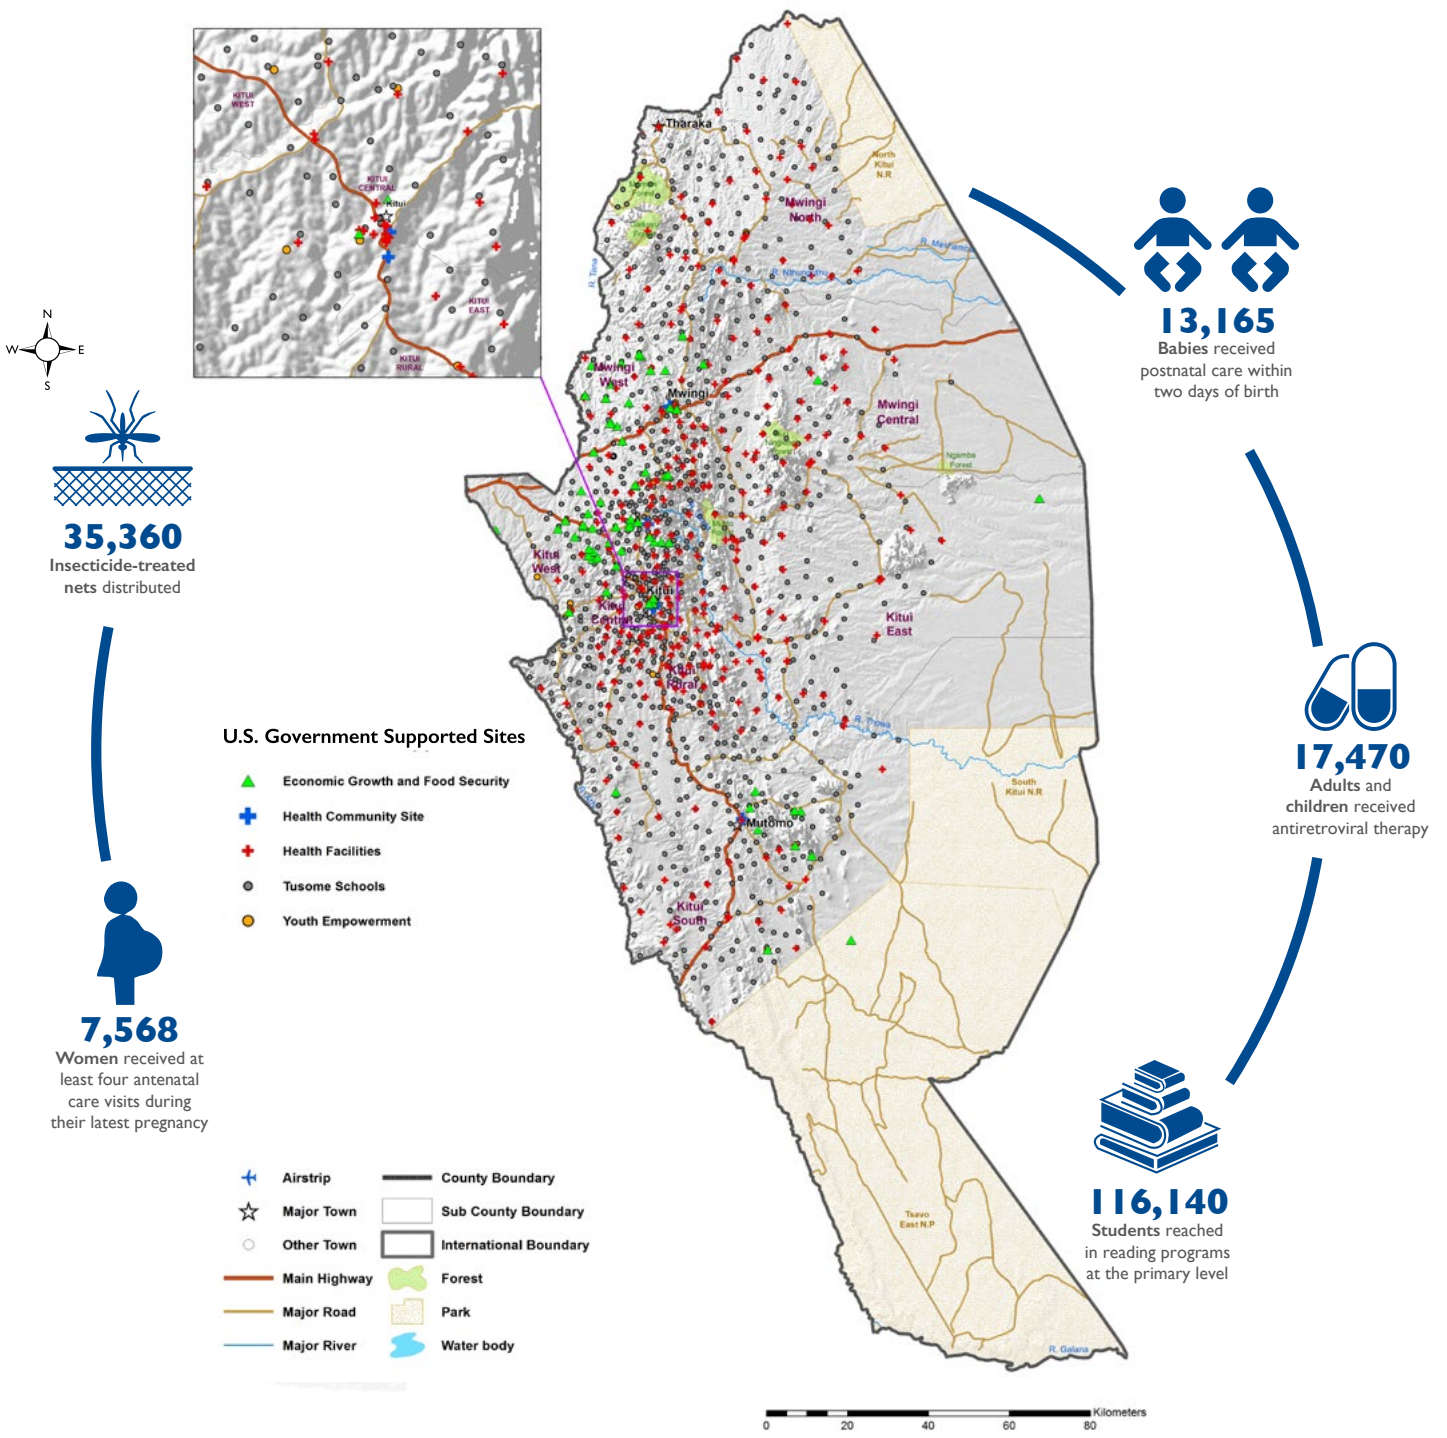 KITUI
WEST
KITUI
CENTRAL
Kitui
KITUI
EAST
KITUI
RURAL
N
W
E
S
Tharaka
North
Kitui
N.R
Mwingi
North
R. Tana
Mwingi
West
Mwingi
Mwingi
Central
Ngamba
Forest
Kitui
West
Kitui
Kitui
Central
Kitui
East
Kitui
Rural
South
Kitui N.R
Mutomo
Kitui
South
Tsavo
East N.P
R. Galana
13,165
Babies received
postnatal care within
two days of birth
35,360
Insecticide-treated
nets distributed
17,470
Adults and
children received
antiretroviral therapy
7,568
Women received at
least four antenatal
care visits during
their latest pregnancy
116,140
Students reached
in reading programs
at the primary level
U.S. Government Supported Sites
Economic Growth and Food Security
Health Community Site
Health Facilities
Tusome Schools
Youth Empowerment
Airstrip
Major Town
Other Town
Main Highway
Major Road
Major River
County Boundary
Sub County Boundary
International Boundary
Forest
Park
Water body
Kilometers
0 20 40 60 80